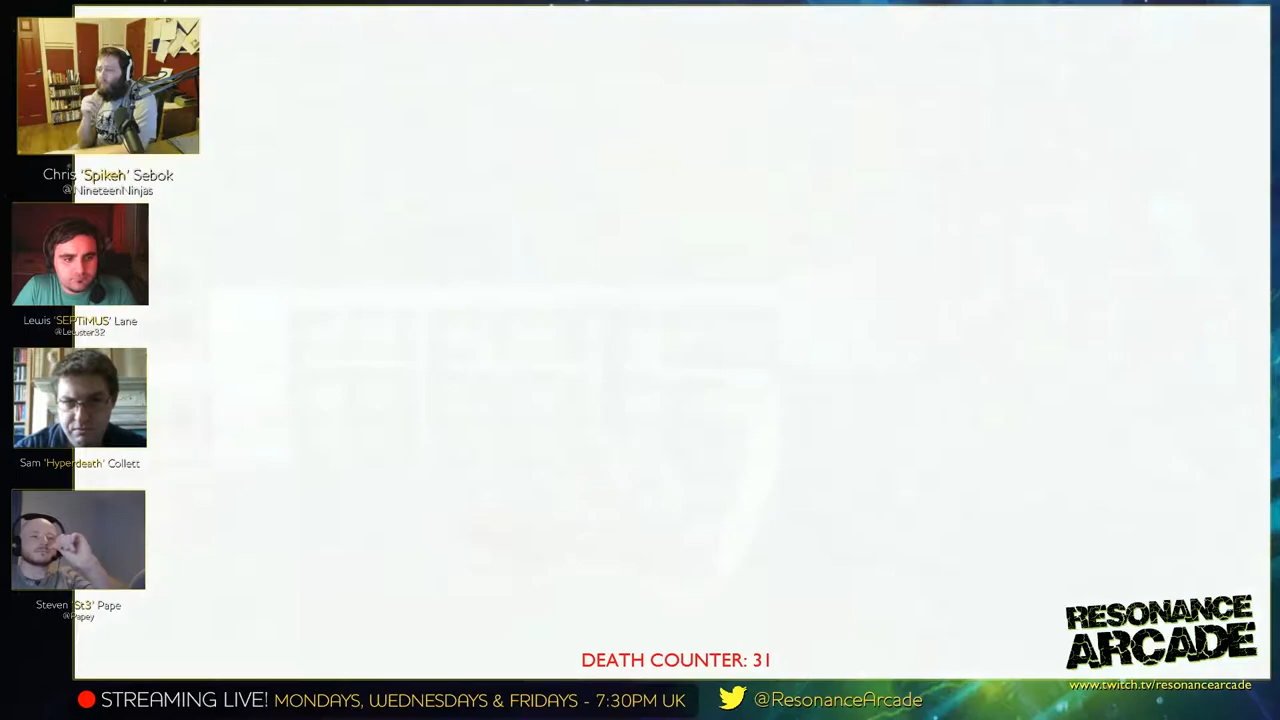 Chris 'Spikeh' Sebok
@NineteenNinjas
Lewis 'SEPTiMUS' Lane
@Lewster32
Sam 'Hyperdeath' Collett
Steven 'St3' Pape
@Papey
DEATH COUNTER: 31
RESONANCE
ARCADE
www.twitch.tv/resonancearcade
STREAMING LIVE! MONDAYS, WEDNESDAYS & FRIDAYS - 7:30PM UK
@ResonanceArcade